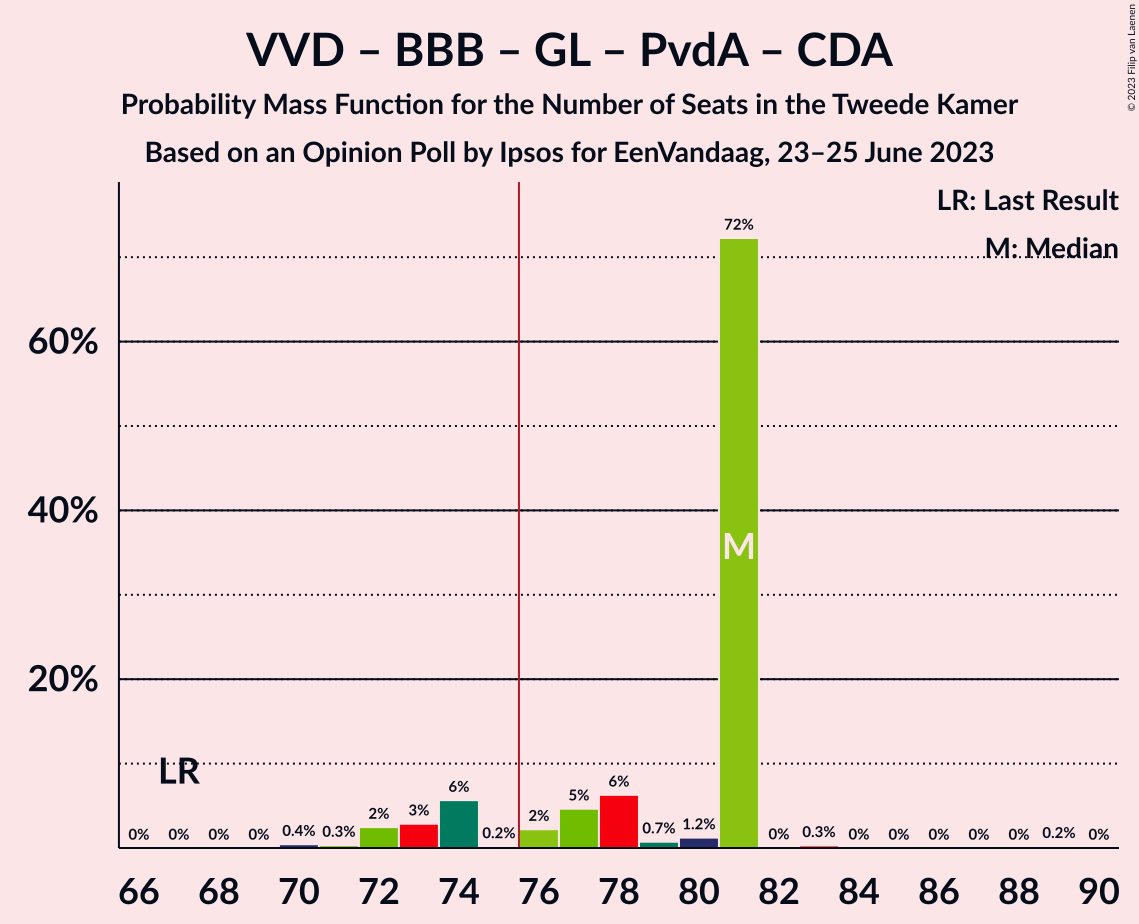 VVD – BBB – GL – PvdA – CDA
Probability Mass Function for the Number of Seats in the Tweede Kamer
Based on an Opinion Poll by Ipsos for EenVandaag, 23–25 June 2023
© 2023 Filip van Laenen
LR: Last Result
M: Median
60%
40%
20%
LR
M
0% 0% 0% 0% 0.4% 0.3% 2% 3% 6% 0.2% 2% 5% 6% 0.7% 1.2% 72% 0% 0.3% 0% 0% 0% 0% 0% 0.2% 0%
66 68 70 72 74 76 78 80 82 84 86 88 90